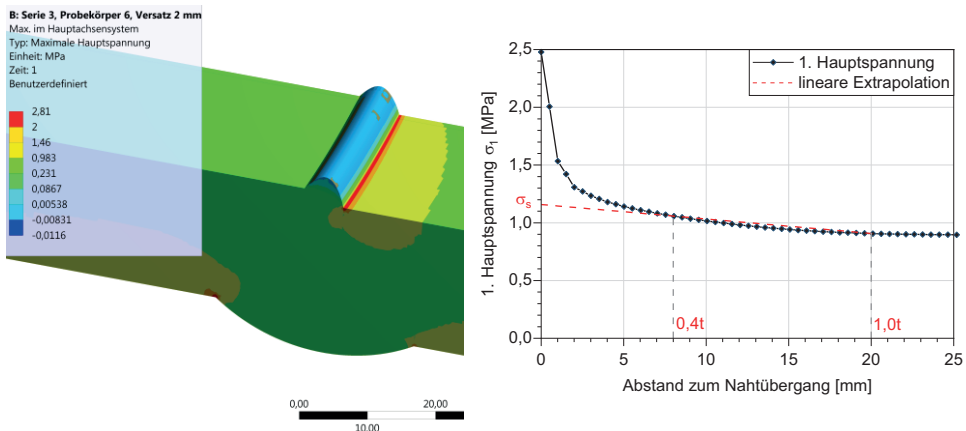 B: Serie 3, Probekörper 6, Versatz 2 mm
Max. im Hauptachsensystem
Typ: Maximale Hauptspannung
Einheit: MPa
Zeit: 1
Benutzerdefiniert
2,81
2
1,46
0,983
0,231
0,0867
0,00538
-0,00831
-0,0116
0,00
20,00
10,00
1. Hauptspannung σ₁ [MPa]
2,5
2,0
1,5
σs
1,0
0,5
0,0
1. Hauptspannung
lineare Extrapolation
0,4t
1,0t
0
5
10
15
20
25
Abstand zum Nahtübergang [mm]